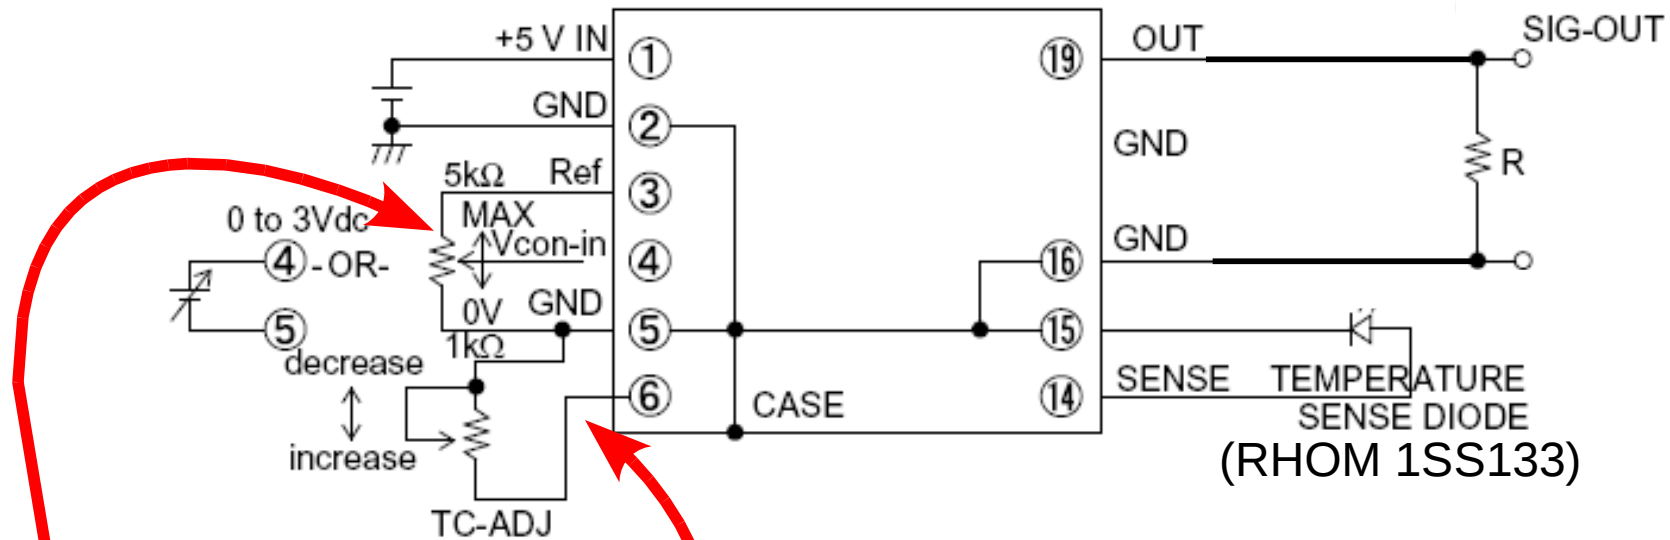 +5 V IN
1
GND
2
5kΩ
Ref
3
0 to 3Vdc
MAX
Vcon-in
4
-OR-
4
0V
GND
5
5
1kΩ
decrease
increase
6
TC-ADJ
CASE
19
OUT
SIG-OUT
GND
R
GND
16
15
SENSE
14
TEMPERATURE
SENSE DIODE
(RHOM 1SS133)